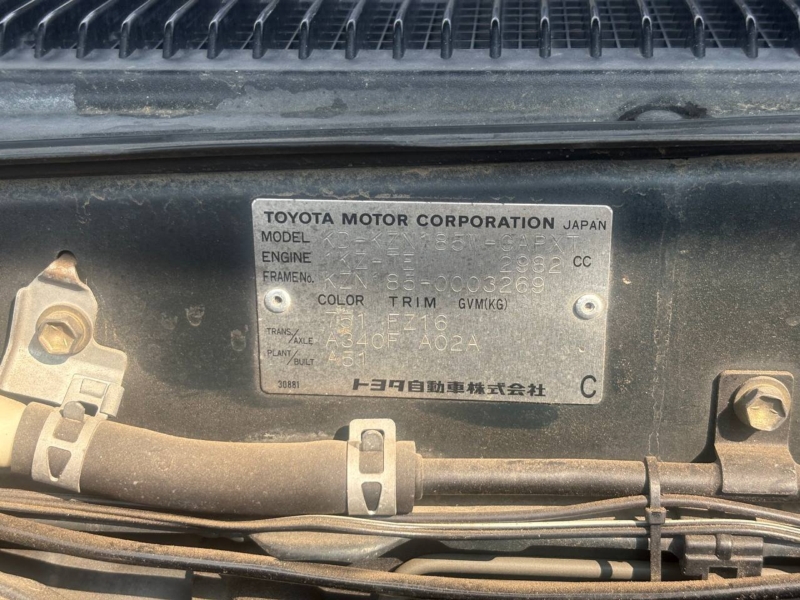 TOYOTA MOTOR CORPORATION JAPAN
MODEL KD-KZN185W-GAPXT
ENGINE 1KZ-TE 2982 CC
FRAME No. KZN185-0003269
COLOR TRIM GVM(KG)
EZ16
TRANS./AXLE A340F A02A
PLANT/BUILT A51
30881 トヨタ自動車株式会社 C